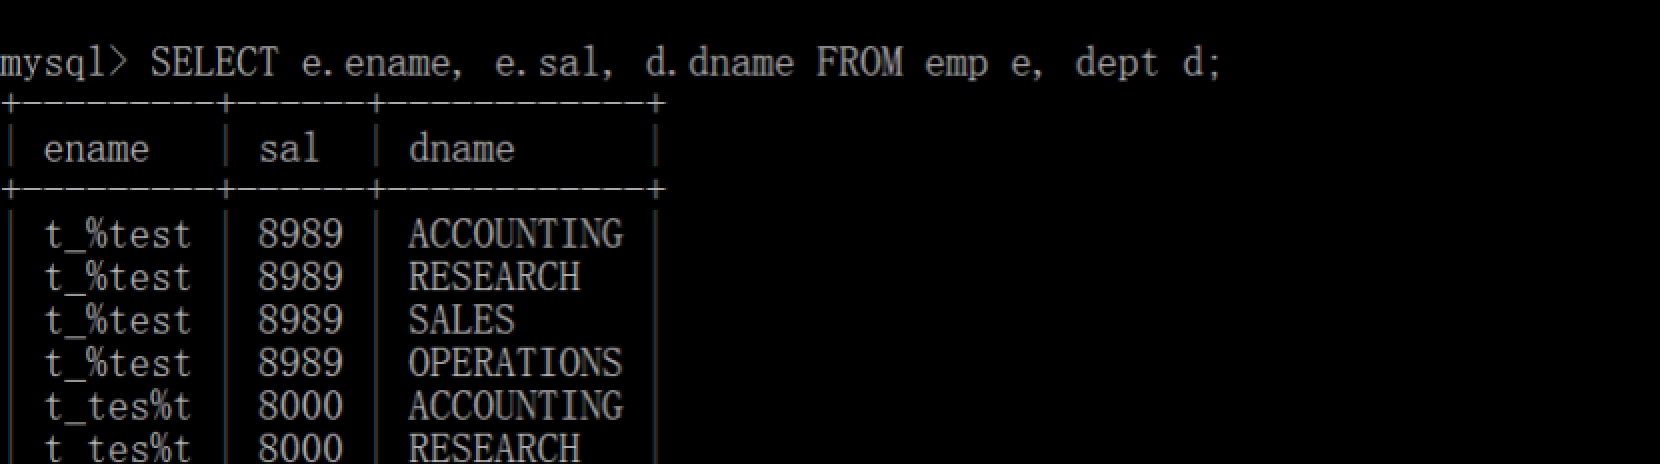 mysql> SELECT e.ename, e.sal, d.dname FROM emp e, dept d;
+---------+------+------------+
| ename   | sal  | dname      |
+---------+------+------------+
| t_%test | 8989 | ACCOUNTING |
| t_%test | 8989 | RESEARCH   |
| t_%test | 8989 | SALES      |
| t_%test | 8989 | OPERATIONS |
| t_tes%t | 8000 | ACCOUNTING |
| t_tes%t | 8000 | RESEARCH   |